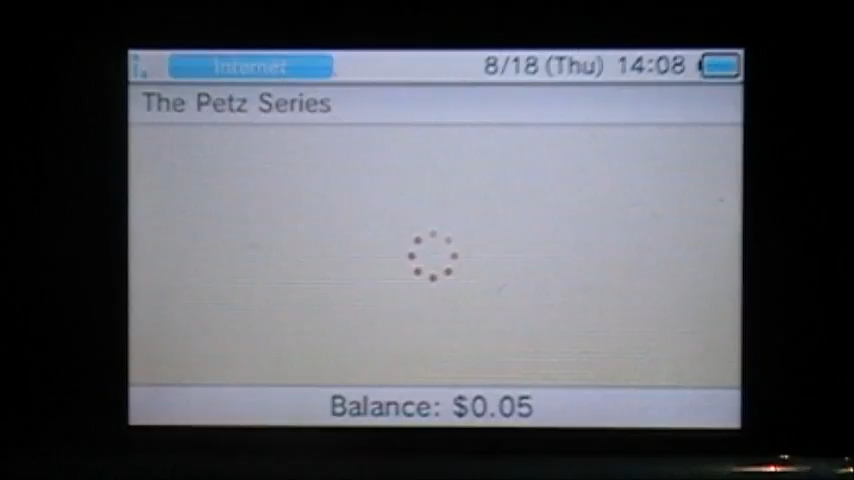 Internet 8/18 (Thu) 14:08
The Petz Series
Balance: $0.05